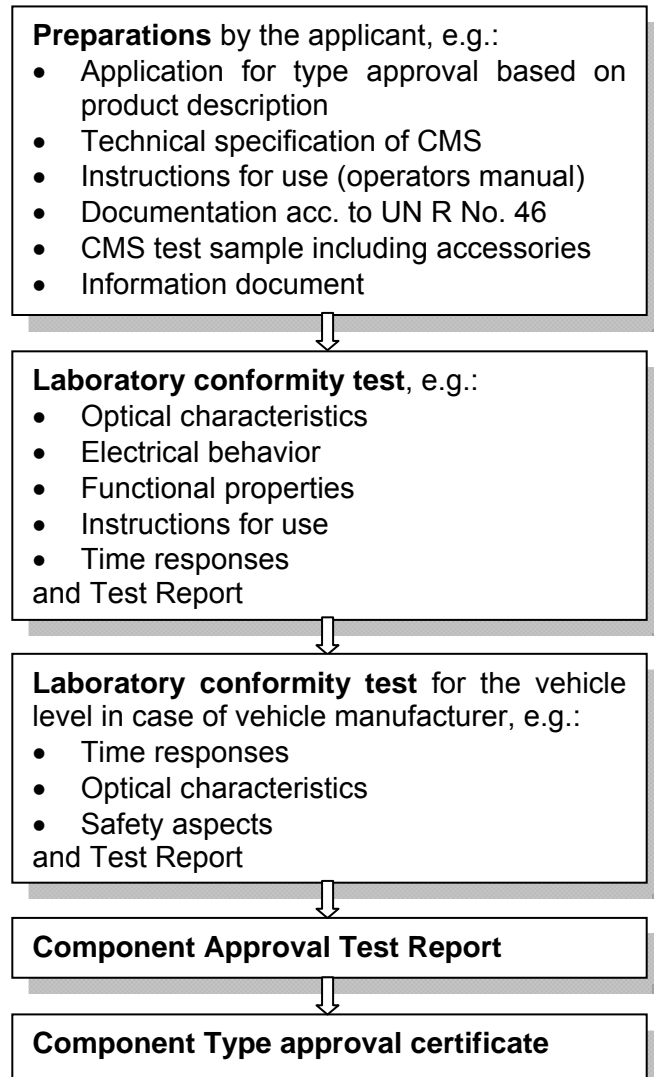 Preparations by the applicant, e.g.:
• Application for type approval based on
product description
• Technical specification of CMS
• Instructions for use (operators manual)
• Documentation acc. to UN R No. 46
• CMS test sample including accessories
• Information document
Laboratory conformity test, e.g.:
• Optical characteristics
• Electrical behavior
• Functional properties
• Instructions for use
• Time responses
and Test Report
Laboratory conformity test for the vehicle
level in case of vehicle manufacturer, e.g.:
• Time responses
• Optical characteristics
• Safety aspects
and Test Report
Component Approval Test Report
Component Type approval certificate